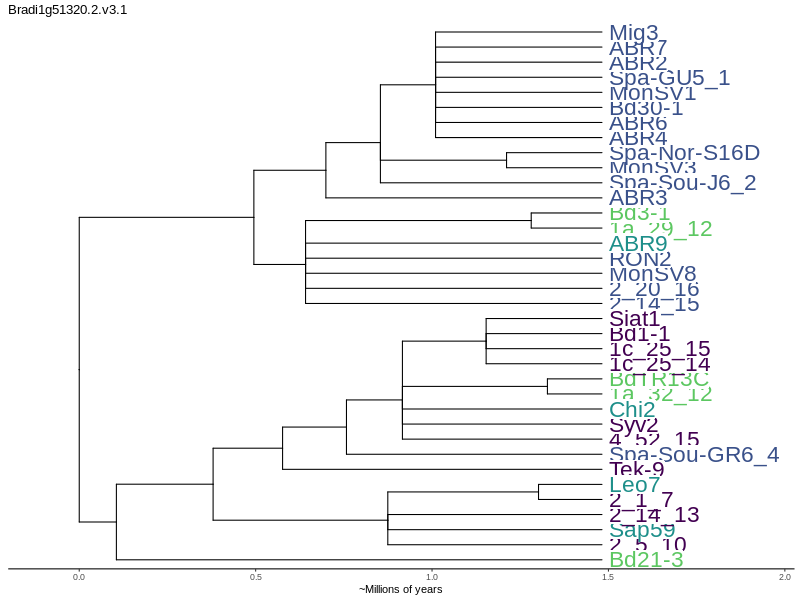 Bradi1g51320.2.v3.1
Mig3
ABR7
ABR2
Spa-GU5_1
MonSV1
Bd30-1
ABR6
ABR4
Spa-Nor-S16D
MonSV3
Spa-Sou-J6_2
ABR3
Bd3-1
1a_29_12
ABR9
RON2
MonSV8
2_20_16
2_14_15
Siat1
Bd1-1
1c_25_15
1c_25_14
BdTR13C
1a_32_12
Chi2
Syv2
4_52_15
Spa-Sou-GR6_4
Tek-9
Leo7
2_1_7
2_14_13
Sap59
2_5_10
Bd21-3
0.0 0.5 1.0 1.5 2.0
~Millions of years